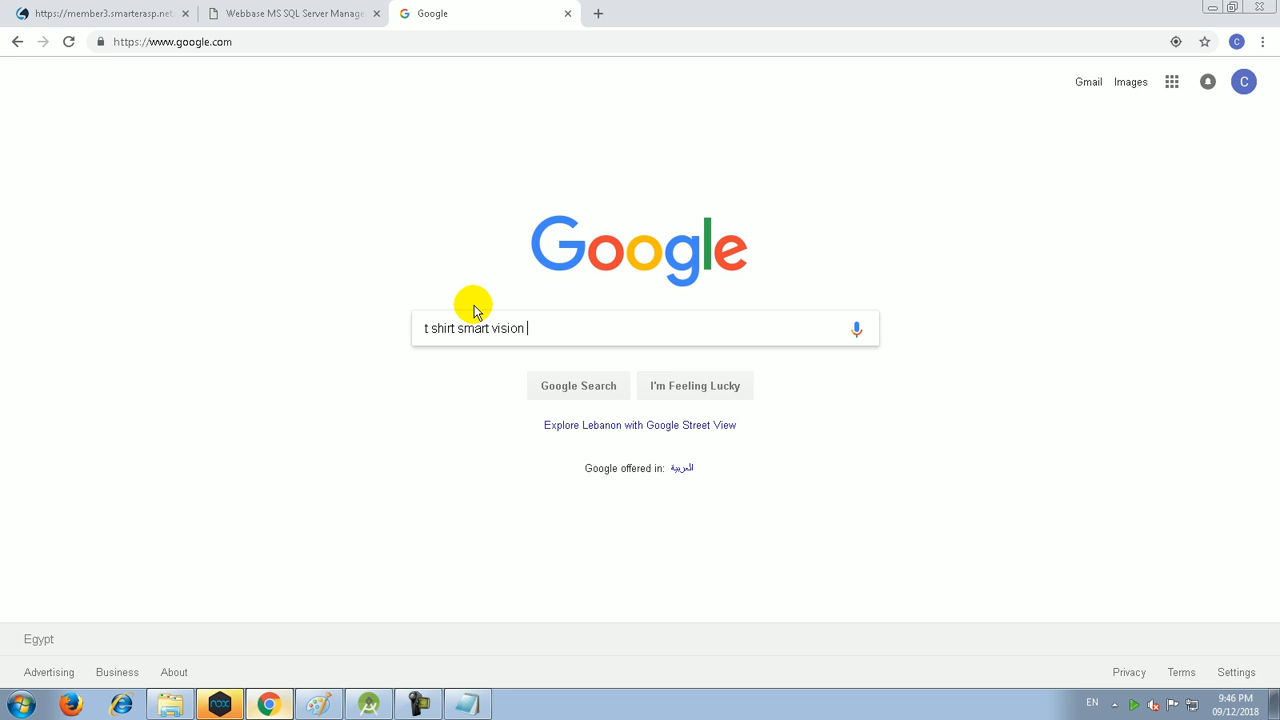 https://member3.smarterasp.net
Webbase MS SQL Server Manage
Google
https://www.google.com
C
Gmail
Images
C
Google
t shirt smart vision
Google Search
I'm Feeling Lucky
Explore Lebanon with Google Street View
Google offered in: العربية
Egypt
Advertising
Business
About
Privacy
Terms
Settings
nox
EN
9:46 PM
09/12/2018